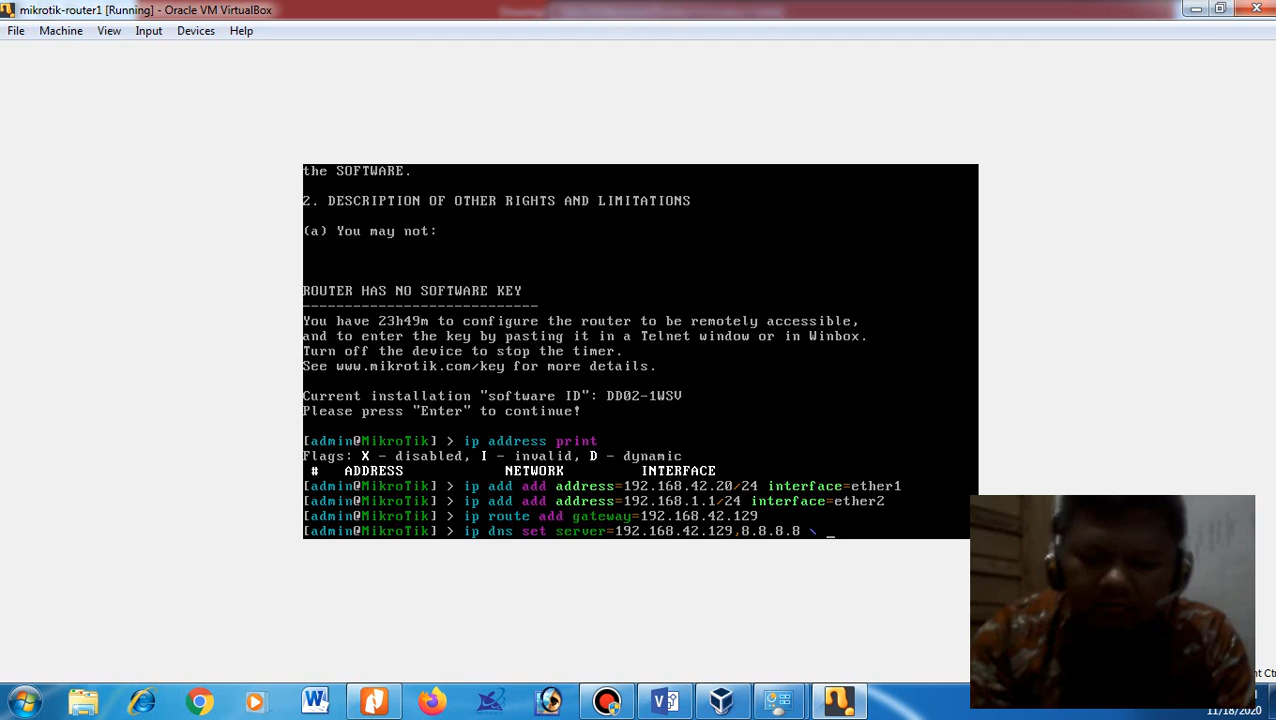 mikrotik-router1 [Running] - Oracle VM VirtualBox
File Machine View Input Devices Help
the SOFTWARE.
2. DESCRIPTION OF OTHER RIGHTS AND LIMITATIONS
(a) You may not:
ROUTER HAS NO SOFTWARE KEY
----------------------------
You have 23h49m to configure the router to be remotely accessible,
and to enter the key by pasting it in a Telnet window or in Winbox.
Turn off the device to stop the timer.
See www.mikrotik.com/key for more details.
Current installation "software ID": DD02-1WSV
Please press "Enter" to continue!
[admin@MikroTik] > ip address print
Flags: X - disabled, I - invalid, D - dynamic
# ADDRESS NETWORK INTERFACE
[admin@MikroTik] > ip add add address=192.168.42.20/24 interface=ether1
[admin@MikroTik] > ip add add address=192.168.1.1/24 interface=ether2
[admin@MikroTik] > ip route add gateway=192.168.42.129
[admin@MikroTik] > ip dns set server=192.168.42.129,8.8.8.8 \ _
11/18/2020